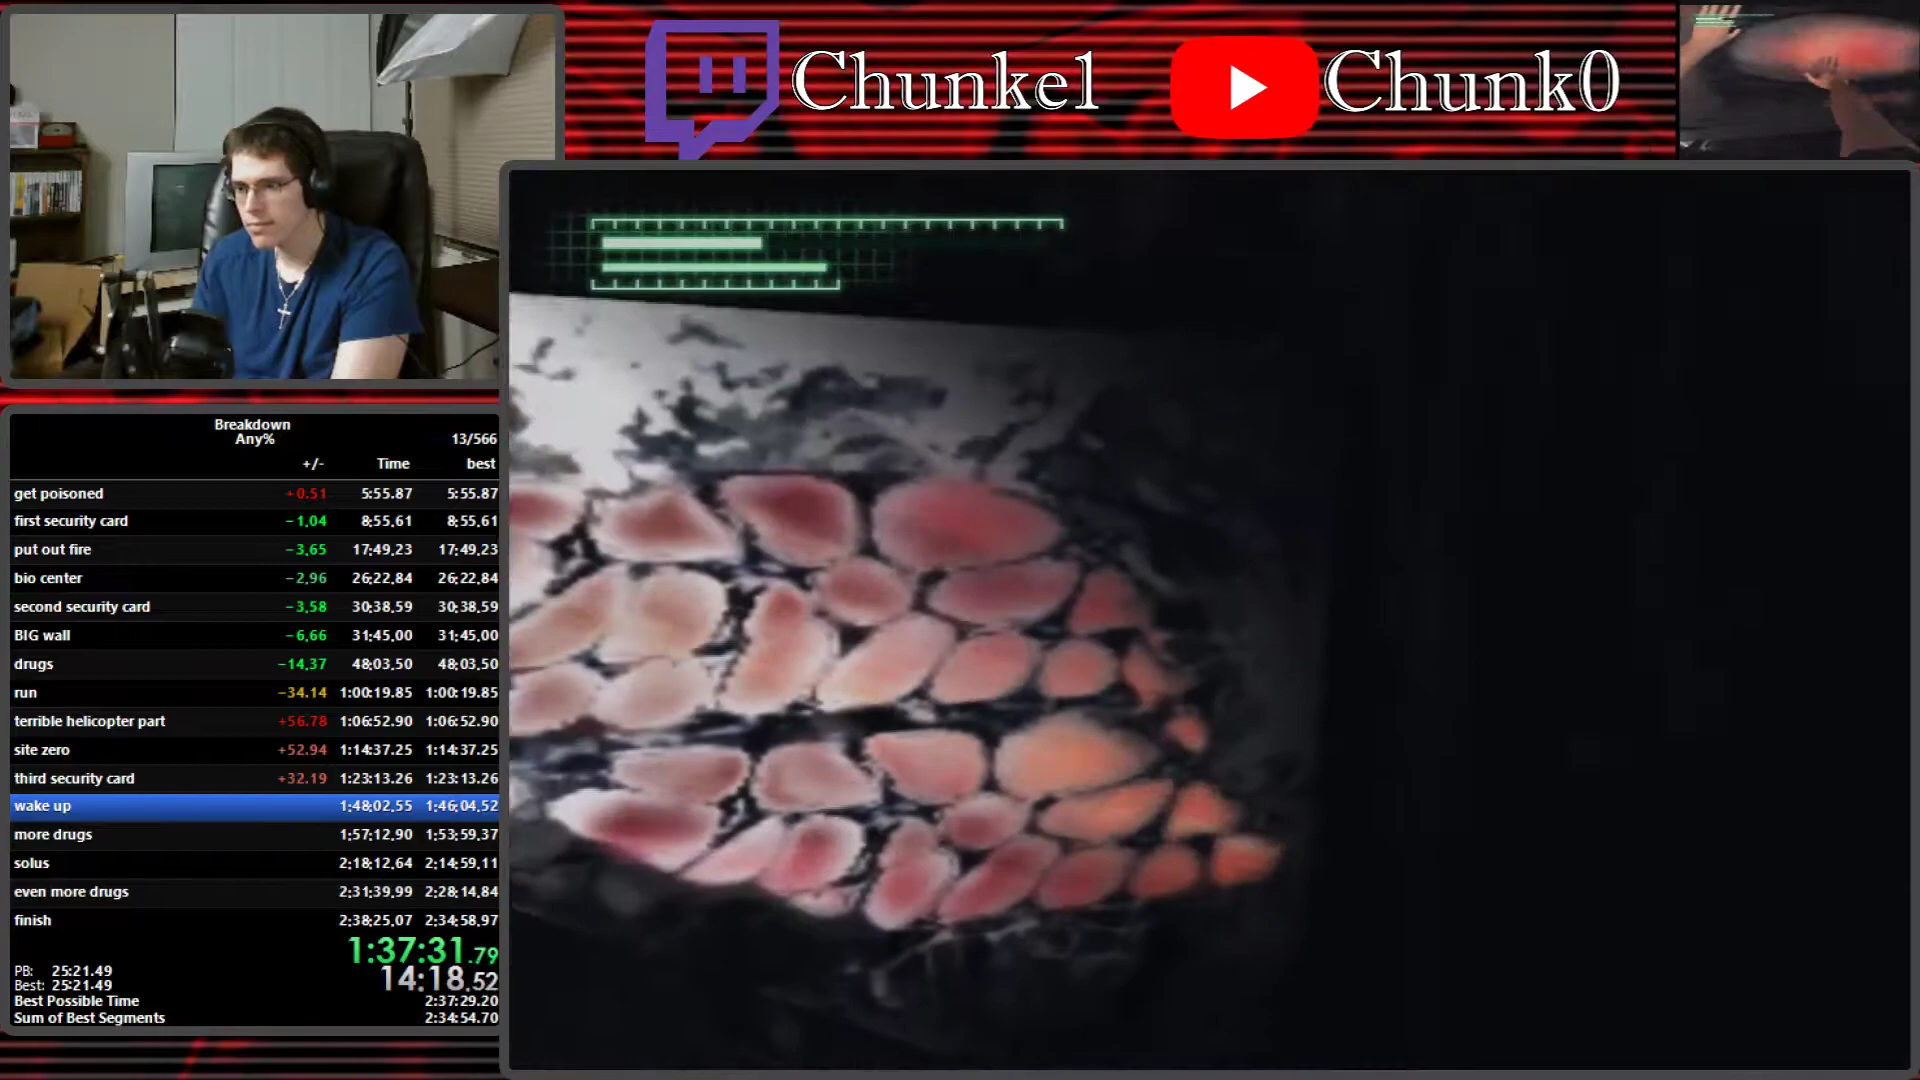 Chunke1
Chunk0
Breakdown
Any% 13/566
+/- Time best
get poisoned +0.51 5:55.87 5:55.87
first security card −1.04 8:55.61 8:55.61
put out fire −3.65 17:49.23 17:49.23
bio center −2.96 26:22.84 26:22.84
second security card −3.58 30:38.59 30:38.59
BIG wall −6.66 31:45.00 31:45.00
drugs −14.37 48:03.50 48:03.50
run −34.14 1:00:19.85 1:00:19.85
terrible helicopter part +56.78 1:06:52.90 1:06:52.90
site zero +52.94 1:14:37.25 1:14:37.25
third security card +32.19 1:23:13.26 1:23:13.26
wake up 1:48:02.55 1:46:04.52
more drugs 1:57:12.90 1:53:59.37
solus 2:18:12.64 2:14:59.11
even more drugs 2:31:39.99 2:28:14.84
finish 2:38:25.07 2:34:58.97
1:37:31.79
14:18.52
PB: 25:21.49
Best: 25:21.49
Best Possible Time 2:37:29.20
Sum of Best Segments 2:34:54.70